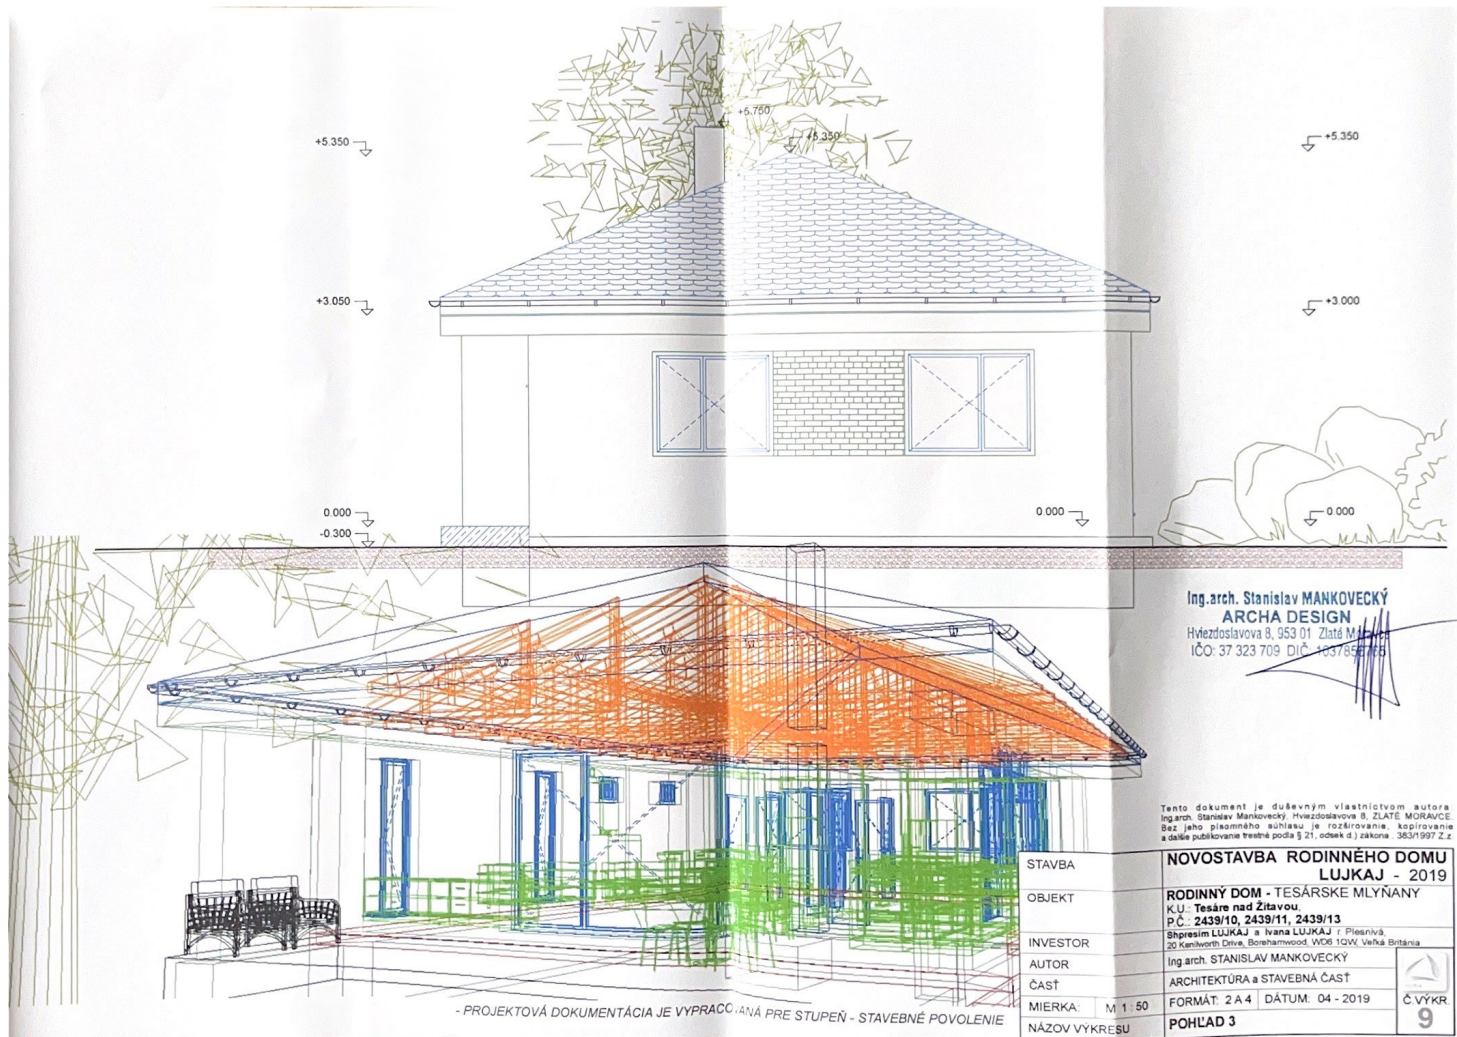 +5.750
+5.350
+5.350
+5.350
+3.050
+3.000
0.000
-0.300
0.000
0.000
Ing.arch. Stanislav MANKOVECKÝ
ARCHA DESIGN
Hviezdoslavova 8, 953 01 Zlaté Moravce
IČO: 37 323 709 DIČ:
Tento dokument je duševným vlastníctvom autora
Ing.arch. Stanislav Mankovecký, Hviezdoslavova 8, ZLATÉ MORAVCE.
Bez jeho písomného súhlasu je rozširovanie, kopírovanie
a ďalšie publikovanie trestné podľa § 21, odsek d.) zákona . 383/1997 Z.z
STAVBA
NOVOSTAVBA RODINNÉHO DOMU
LUJKAJ - 2019
OBJEKT
RODINNÝ DOM - TESÁRSKE MLYŇANY
K.U.: Tesáre nad Žitavou,
P.Č.: 2439/10, 2439/11, 2439/13
INVESTOR
Shpresim LUJKAJ a Ivana LUJKAJ r. Plesnivá,
20 Kenilworth Drive, Borehamwood, WD6 1QW, Veľká Británia
AUTOR
Ing.arch. STANISLAV MANKOVECKÝ
ČASŤ
ARCHITEKTÚRA a STAVEBNÁ ČASŤ
MIERKA: M 1:50
FORMÁT: 2 A 4 DÁTUM: 04 - 2019
NÁZOV VÝKRESU
POHĽAD 3
Č.VÝKR.
9
- PROJEKTOVÁ DOKUMENTÁCIA JE VYPRACOVANÁ PRE STUPEŇ - STAVEBNÉ POVOLENIE